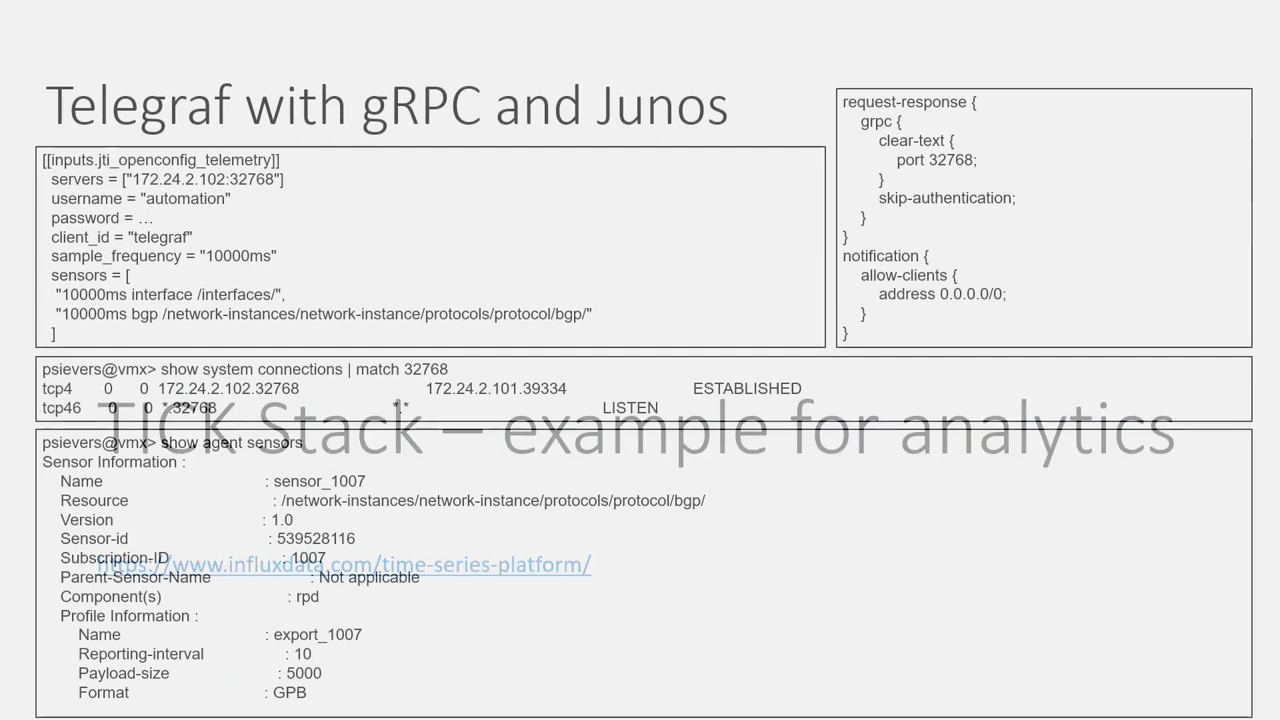 Telegraf with gRPC and Junos
[[inputs.jti_openconfig_telemetry]]
servers = ["172.24.2.102:32768"]
username = "automation"
password = …
client_id = "telegraf"
sample_frequency = "10000ms"
sensors = [
"10000ms interface /interfaces/",
"10000ms bgp /network-instances/network-instance/protocols/protocol/bgp/"
]
request-response {
grpc {
clear-text {
port 32768;
}
skip-authentication;
}
}
notification {
allow-clients {
address 0.0.0.0/0;
}
}
psievers@vmx> show system connections | match 32768
tcp4 0 0 172.24.2.102.32768 172.24.2.101.39334 ESTABLISHED
tcp46 0 0 *.32768 *.* LISTEN
TICK Stack – example for analytics
psievers@vmx> show agent sensors
Sensor Information :
Name : sensor_1007
Resource : /network-instances/network-instance/protocols/protocol/bgp/
Version : 1.0
Sensor-id : 539528116
Subscription-ID : 1007
https://www.influxdata.com/time-series-platform/
Parent-Sensor-Name : Not applicable
Component(s) : rpd
Profile Information :
Name : export_1007
Reporting-interval : 10
Payload-size : 5000
Format : GPB